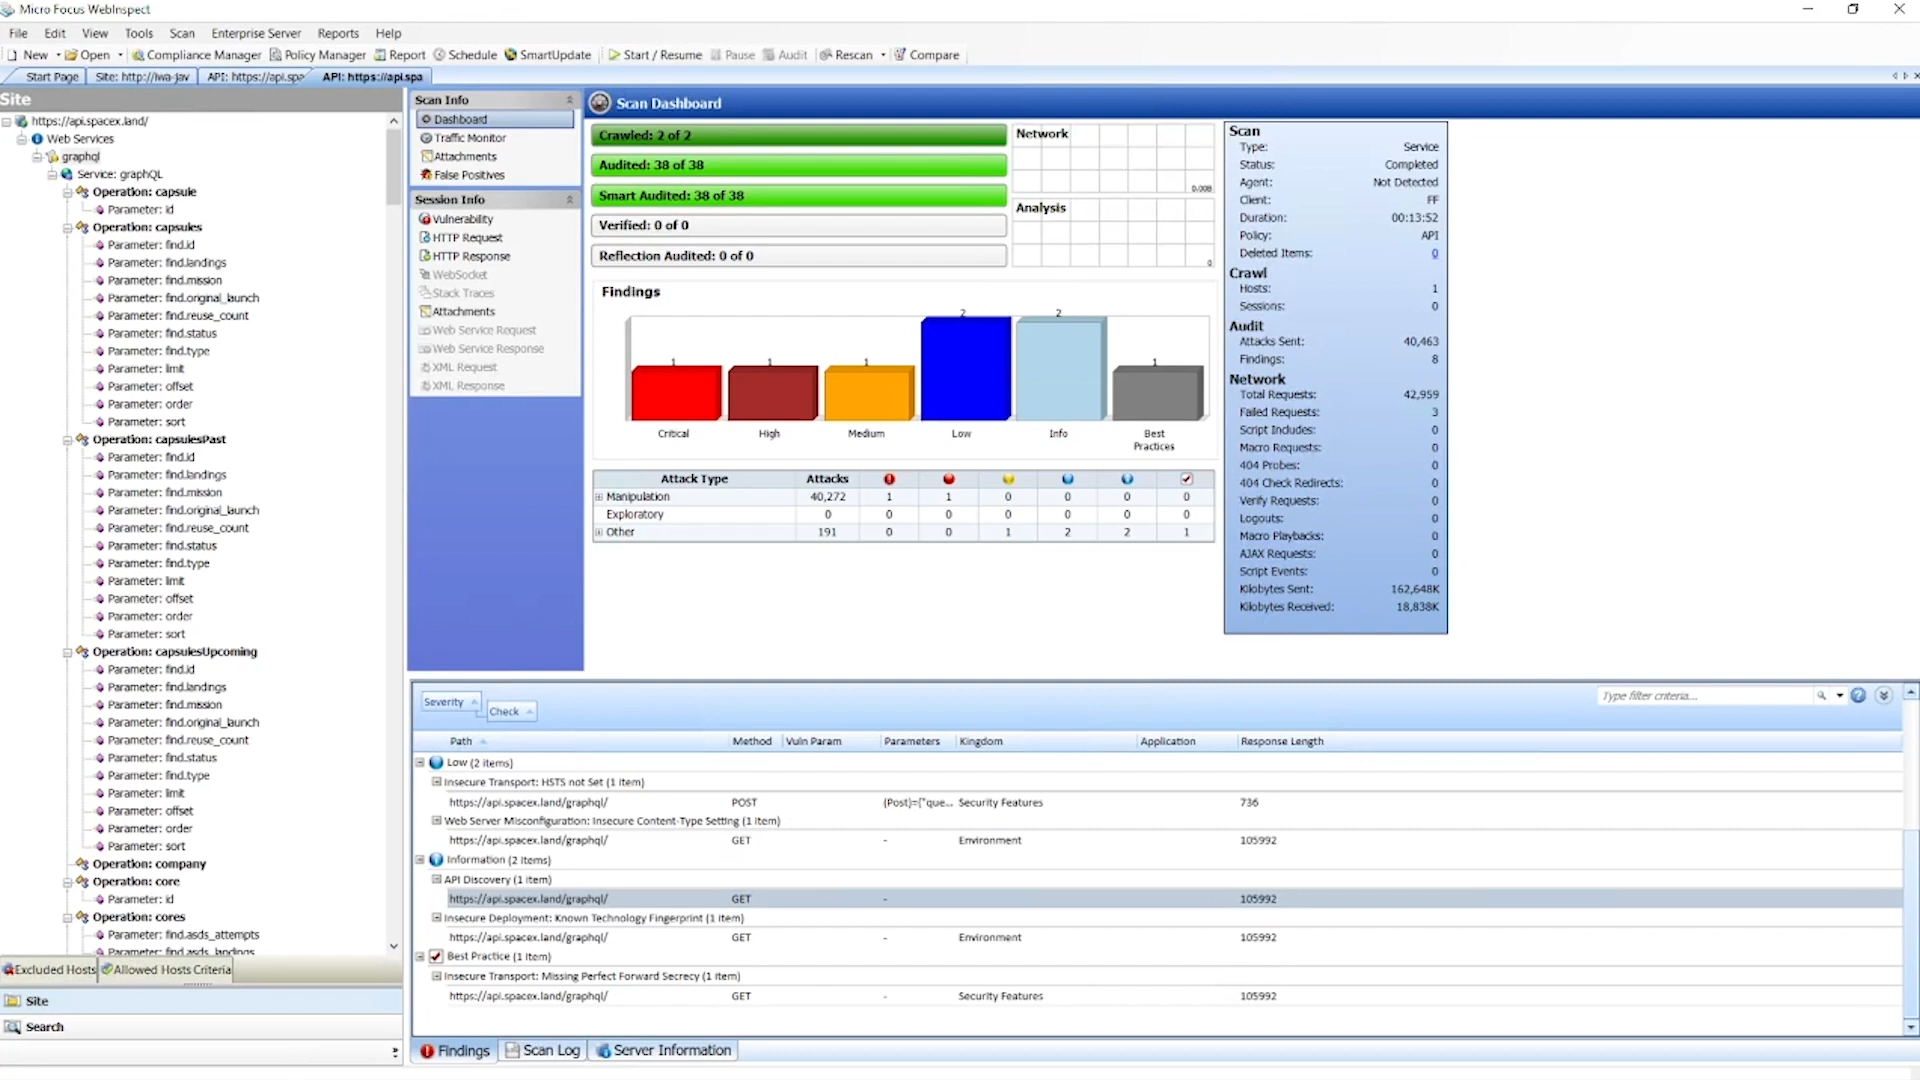 Micro Focus WebInspect
File Edit View Tools Scan Enterprise Server Reports Help
New Open Compliance Manager Policy Manager Report Schedule SmartUpdate Start / Resume Pause Audit Rescan Compare
Start Page Site: http://iwa-jav API: https://api.spa API: https://api.spa
Site
https://api.spacex.land/
Web Services
graphql
Service: graphQL
Operation: capsule
Parameter: id
Operation: capsules
Parameter: find.id
Parameter: find.landings
Parameter: find.mission
Parameter: find.original_launch
Parameter: find.reuse_count
Parameter: find.status
Parameter: find.type
Parameter: limit
Parameter: offset
Parameter: order
Parameter: sort
Operation: capsulesPast
Parameter: find.id
Parameter: find.landings
Parameter: find.mission
Parameter: find.original_launch
Parameter: find.reuse_count
Parameter: find.status
Parameter: find.type
Parameter: limit
Parameter: offset
Parameter: order
Parameter: sort
Operation: capsulesUpcoming
Parameter: find.id
Parameter: find.landings
Parameter: find.mission
Parameter: find.original_launch
Parameter: find.reuse_count
Parameter: find.status
Parameter: find.type
Parameter: limit
Parameter: offset
Parameter: order
Parameter: sort
Operation: company
Operation: core
Parameter: id
Operation: cores
Parameter: find.asds_attempts
Parameter: find.asds_landings
Excluded Hosts Allowed Hosts Criteria
Site
Search
Scan Info
Dashboard
Traffic Monitor
Attachments
False Positives
Session Info
Vulnerability
HTTP Request
HTTP Response
WebSocket
Stack Traces
Attachments
Web Service Request
Web Service Response
XML Request
XML Response
Scan Dashboard
Crawled: 2 of 2
Audited: 38 of 38
Smart Audited: 38 of 38
Verified: 0 of 0
Reflection Audited: 0 of 0
Network
0.008
Analysis
0
Findings
1 1 1 2 2 1
Critical High Medium Low Info Best Practices
Attack Type Attacks
Manipulation 40,272 1 1 0 0 0 0
Exploratory 0 0 0 0 0 0 0
Other 191 0 0 1 2 2 1
Scan
Type: Service
Status: Completed
Agent: Not Detected
Client: FF
Duration: 00:13:52
Policy: API
Deleted Items: 0
Crawl
Hosts: 1
Sessions: 0
Audit
Attacks Sent: 40,463
Findings: 8
Network
Total Requests: 42,959
Failed Requests: 3
Script Includes: 0
Macro Requests: 0
404 Probes: 0
404 Check Redirects: 0
Verify Requests: 0
Logouts: 0
Macro Playbacks: 0
AJAX Requests: 0
Script Events: 0
Kilobytes Sent: 162,648K
Kilobytes Received: 18,838K
Severity
Check
Type filter criteria...
Path Method Vuln Param Parameters Kingdom Application Response Length
Low (2 items)
Insecure Transport: HSTS not Set (1 item)
https://api.spacex.land/graphql/ POST (Post)={"que... Security Features 736
Web Server Misconfiguration: Insecure Content-Type Setting (1 item)
https://api.spacex.land/graphql/ GET - Environment 105992
Information (2 items)
API Discovery (1 item)
https://api.spacex.land/graphql/ GET - 105992
Insecure Deployment: Known Technology Fingerprint (1 item)
https://api.spacex.land/graphql/ GET - Environment 105992
Best Practice (1 item)
Insecure Transport: Missing Perfect Forward Secrecy (1 item)
https://api.spacex.land/graphql/ GET - Security Features 105992
Findings Scan Log Server Information